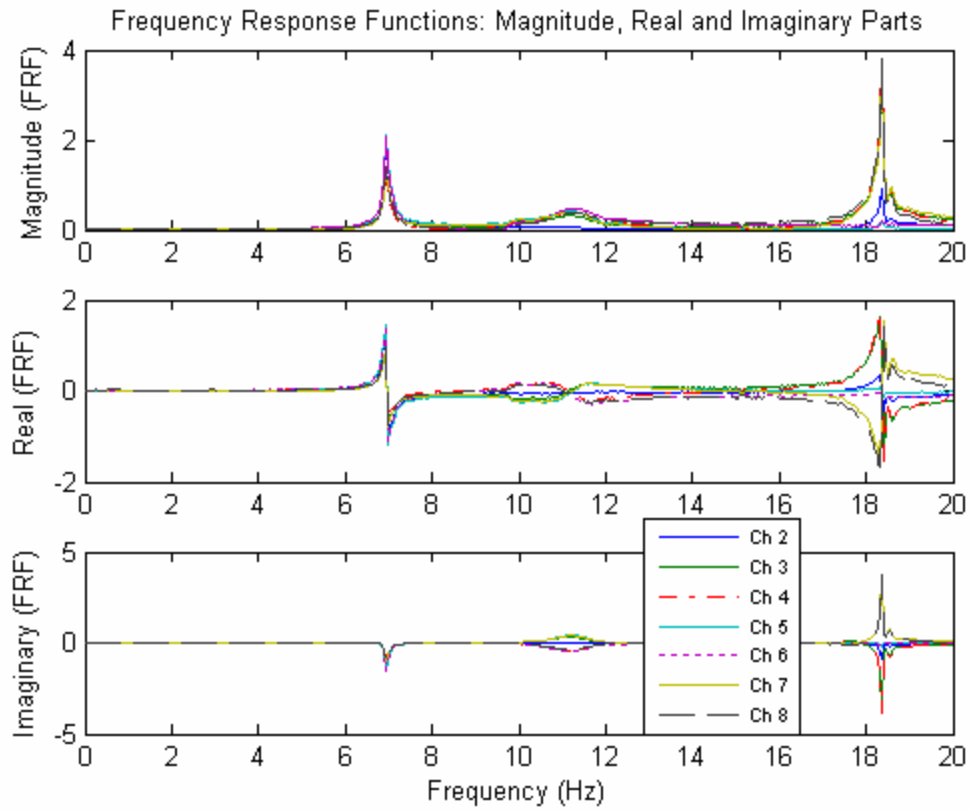 Frequency Response Functions: Magnitude, Real and Imaginary Parts
Magnitude (FRF)
4
2
0
0 2 4 6 8 10 12 14 16 18 20
Real (FRF)
2
0
-2
0 2 4 6 8 10 12 14 16 18 20
Imaginary (FRF)
5
0
-5
Ch 2
Ch 3
Ch 4
Ch 5
Ch 6
Ch 7
Ch 8
0 2 4 6 8 10 12 14 16 18 20
Frequency (Hz)